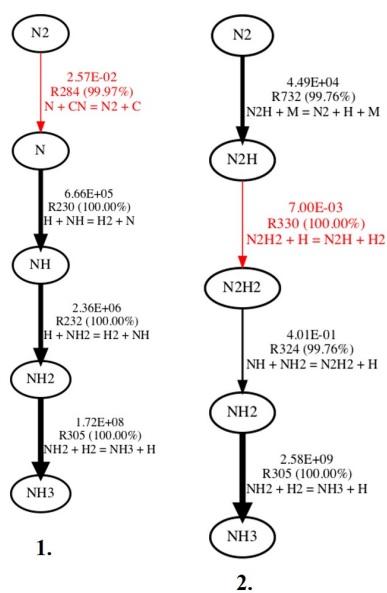 N2
2.57E-02
R284 (99.97%)
N + CN = N2 + C
N
6.66E+05
R230 (100.00%)
H + NH = H2 + N
NH
2.36E+06
R232 (100.00%)
H + NH2 = H2 + NH
NH2
1.72E+08
R305 (100.00%)
NH2 + H2 = NH3 + H
NH3
1.
N2
4.49E+04
R732 (99.76%)
N2H + M = N2 + H + M
N2H
7.00E-03
R330 (100.00%)
N2H2 + H = N2H + H2
N2H2
4.01E-01
R324 (99.76%)
NH + NH2 = N2H2 + H
NH2
2.58E+09
R305 (100.00%)
NH2 + H2 = NH3 + H
NH3
2.